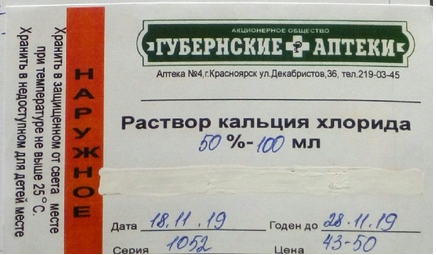 АКЦИОНЕРНОЕ ОБЩЕСТВО
ГУБЕРНСКИЕ АПТЕКИ
Аптека №4,г.Красноярск ул.Декабристов,36, тел.219-03-45
Хранить в защищенном от света месте
при температуре не выше 25°С.
Хранить в недоступном для детей месте
НАРУЖНОЕ
Раствор кальция хлорида
50 %-100 мл
Дата 18.11.19 Годен до 28.11.19
Серия 1052 Цена 43-50